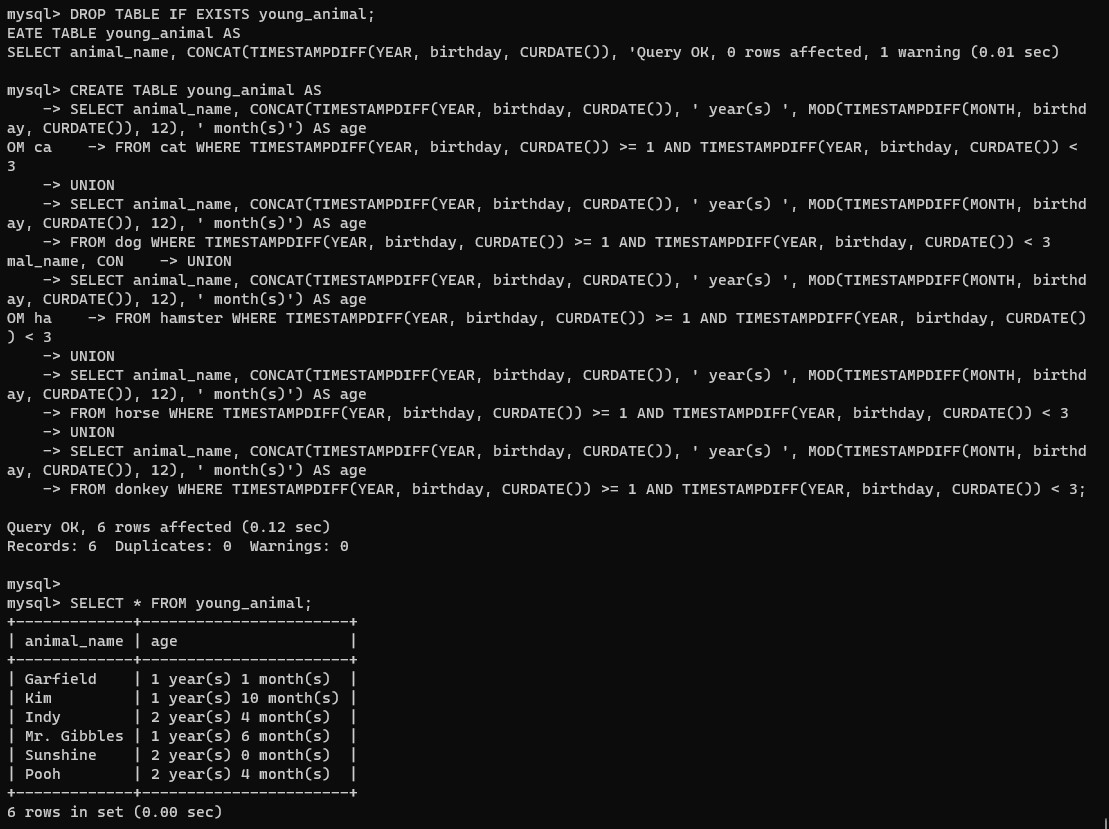 mysql> DROP TABLE IF EXISTS young_animal;
EATE TABLE young_animal AS
SELECT animal_name, CONCAT(TIMESTAMPDIFF(YEAR, birthday, CURDATE()), 'Query OK, 0 rows affected, 1 warning (0.01 sec)

mysql> CREATE TABLE young_animal AS
    -> SELECT animal_name, CONCAT(TIMESTAMPDIFF(YEAR, birthday, CURDATE()), ' year(s) ', MOD(TIMESTAMPDIFF(MONTH, birthd
ay, CURDATE()), 12), ' month(s)') AS age
OM ca    -> FROM cat WHERE TIMESTAMPDIFF(YEAR, birthday, CURDATE()) >= 1 AND TIMESTAMPDIFF(YEAR, birthday, CURDATE()) <
3
    -> UNION
    -> SELECT animal_name, CONCAT(TIMESTAMPDIFF(YEAR, birthday, CURDATE()), ' year(s) ', MOD(TIMESTAMPDIFF(MONTH, birthd
ay, CURDATE()), 12), ' month(s)') AS age
    -> FROM dog WHERE TIMESTAMPDIFF(YEAR, birthday, CURDATE()) >= 1 AND TIMESTAMPDIFF(YEAR, birthday, CURDATE()) < 3
mal_name, CON    -> UNION
    -> SELECT animal_name, CONCAT(TIMESTAMPDIFF(YEAR, birthday, CURDATE()), ' year(s) ', MOD(TIMESTAMPDIFF(MONTH, birthd
ay, CURDATE()), 12), ' month(s)') AS age
OM ha    -> FROM hamster WHERE TIMESTAMPDIFF(YEAR, birthday, CURDATE()) >= 1 AND TIMESTAMPDIFF(YEAR, birthday, CURDATE()
) < 3
    -> UNION
    -> SELECT animal_name, CONCAT(TIMESTAMPDIFF(YEAR, birthday, CURDATE()), ' year(s) ', MOD(TIMESTAMPDIFF(MONTH, birthd
ay, CURDATE()), 12), ' month(s)') AS age
    -> FROM horse WHERE TIMESTAMPDIFF(YEAR, birthday, CURDATE()) >= 1 AND TIMESTAMPDIFF(YEAR, birthday, CURDATE()) < 3
    -> UNION
    -> SELECT animal_name, CONCAT(TIMESTAMPDIFF(YEAR, birthday, CURDATE()), ' year(s) ', MOD(TIMESTAMPDIFF(MONTH, birthd
ay, CURDATE()), 12), ' month(s)') AS age
    -> FROM donkey WHERE TIMESTAMPDIFF(YEAR, birthday, CURDATE()) >= 1 AND TIMESTAMPDIFF(YEAR, birthday, CURDATE()) < 3;

Query OK, 6 rows affected (0.12 sec)
Records: 6  Duplicates: 0  Warnings: 0

mysql>
mysql> SELECT * FROM young_animal;
+-------------+-----------------------+
| animal_name | age                   |
+-------------+-----------------------+
| Garfield    | 1 year(s) 1 month(s)  |
| Kim         | 1 year(s) 10 month(s) |
| Indy        | 2 year(s) 4 month(s)  |
| Mr. Gibbles | 1 year(s) 6 month(s)  |
| Sunshine    | 2 year(s) 0 month(s)  |
| Pooh        | 2 year(s) 4 month(s)  |
+-------------+-----------------------+
6 rows in set (0.00 sec)